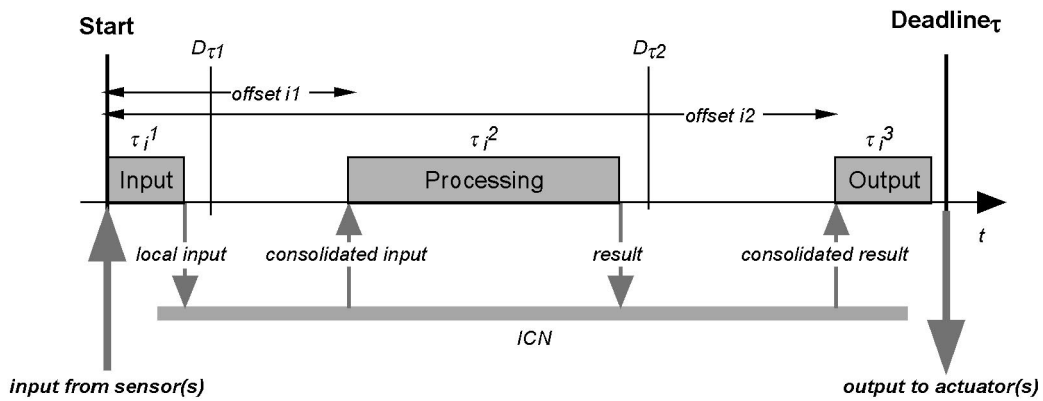 Start
Deadlineτ
Dτ1
Dτ2
offset i1
offset i2
τi1
τi2
τi3
Input
Processing
Output
t
local input
consolidated input
result
consolidated result
ICN
input from sensor(s)
output to actuator(s)